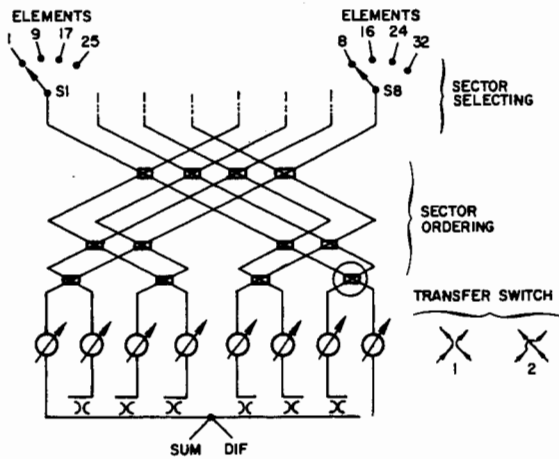 ELEMENTS
1 9 17 25
S1
ELEMENTS
8 16 24 32
S8
SECTOR
SELECTING
SECTOR
ORDERING
TRANSFER SWITCH
1 2
SUM DIF